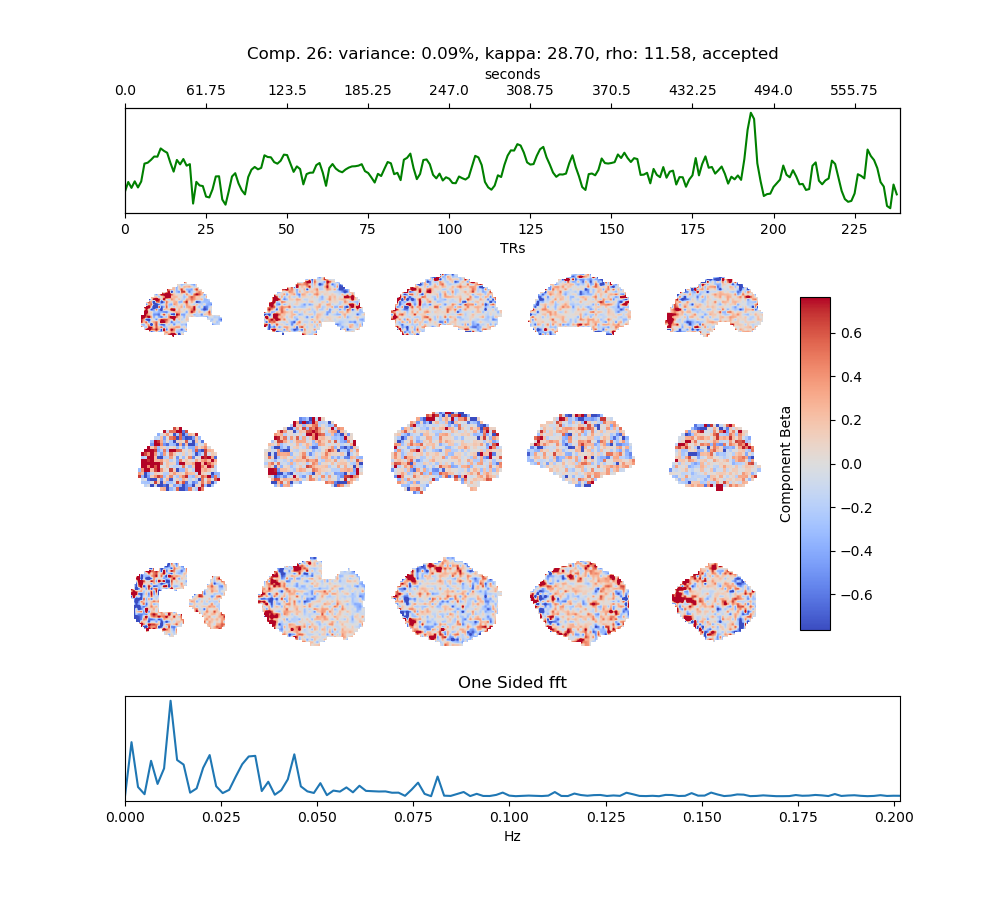 Comp. 26: variance: 0.09%, kappa: 28.70, rho: 11.58, accepted
seconds
0.0 61.75 123.5 185.25 247.0 308.75 370.5 432.25 494.0 555.75
0 25 50 75 100 125 150 175 200 225
TRs
0.6
0.4
0.2
0.0
−0.2
−0.4
−0.6
Component Beta
One Sided fft
0.000 0.025 0.050 0.075 0.100 0.125 0.150 0.175 0.200
Hz